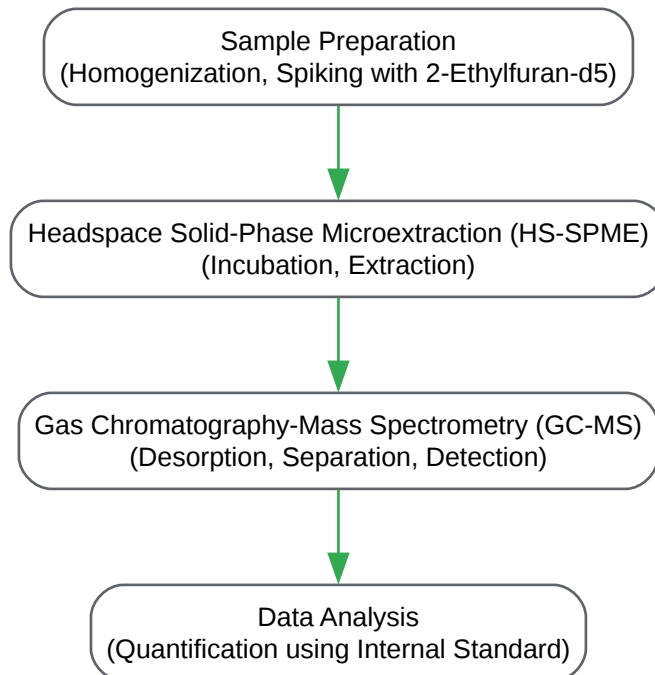 Sample Preparation
(Homogenization, Spiking with 2-Ethylfuran-d5)
Headspace Solid-Phase Microextraction (HS-SPME)
(Incubation, Extraction)
Gas Chromatography-Mass Spectrometry (GC-MS)
(Desorption, Separation, Detection)
Data Analysis
(Quantification using Internal Standard)